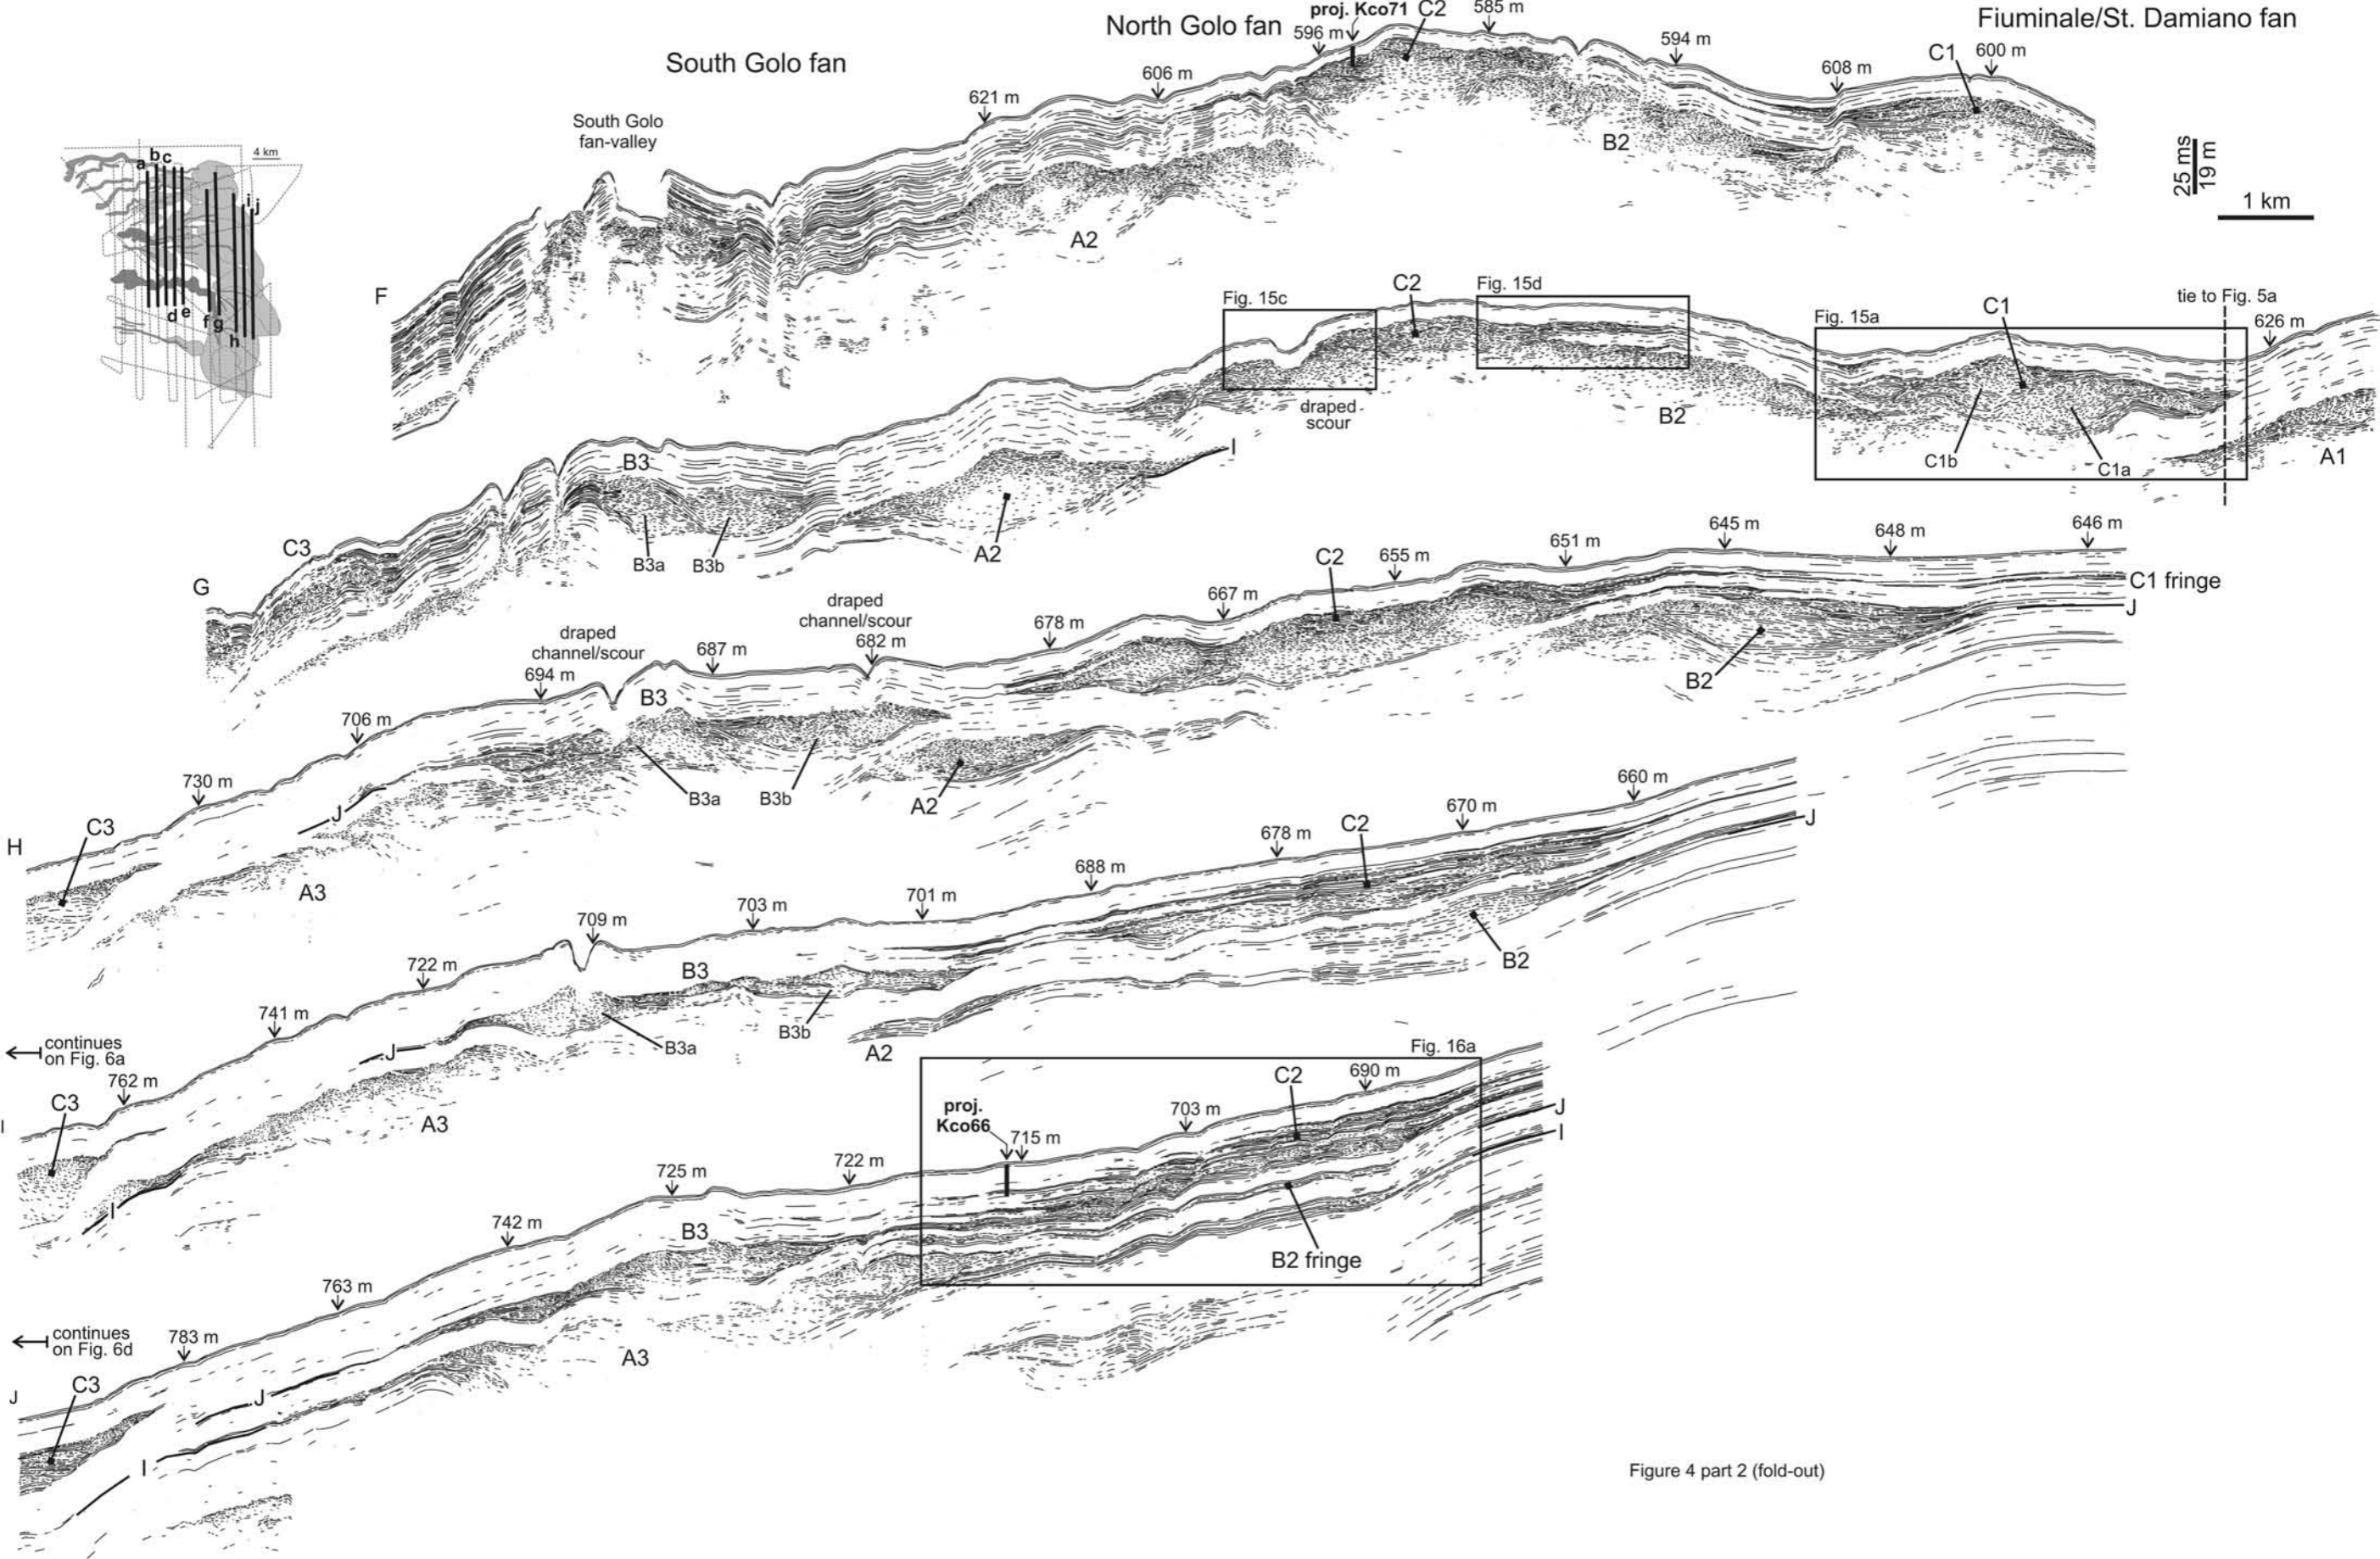 North Golo fan
proj. Kco71
C2
585 m
Fiuminale/St. Damiano fan
South Golo fan
596 m
594 m
C1
600 m
606 m
608 m
621 m
South Golo
fan-valley
B2
A2
25 ms
19 m
1 km
4 km
a
b
c
d
e
f
g
h
i
j
F
C2
Fig. 15c
Fig. 15d
Fig. 15a
C1
tie to Fig. 5a
626 m
draped
scour
B2
C1b
C1a
A1
I
B3
B3a
B3b
A2
C3
G
645 m
648 m
646 m
651 m
655 m
C2
667 m
678 m
C1 fringe
J
B2
draped
channel/scour
682 m
draped
channel/scour
687 m
694 m
B3
706 m
730 m
B3a
B3b
A2
J
C3
H
A3
660 m
670 m
C2
678 m
688 m
J
B2
701 m
703 m
709 m
722 m
B3
741 m
B3a
B3b
A2
J
continues
on Fig. 6a
762 m
C3
I
A3
I
Fig. 16a
690 m
C2
703 m
proj.
Kco66
715 m
J
I
722 m
725 m
B3
742 m
B2 fringe
763 m
A3
continues
on Fig. 6d
783 m
J
C3
J
I
Figure 4 part 2 (fold-out)